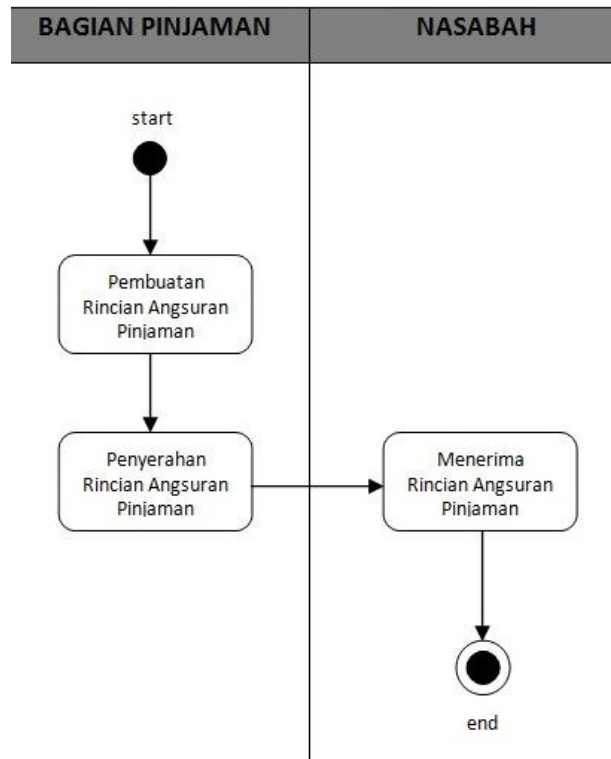 BAGIAN PINJAMAN
NASABAH
start
Pembuatan
Rincian Angsuran
Pinjaman
Penyerahan
Rincian Angsuran
Pinjaman
Menerima
Rincian Angsuran
Pinjaman
end